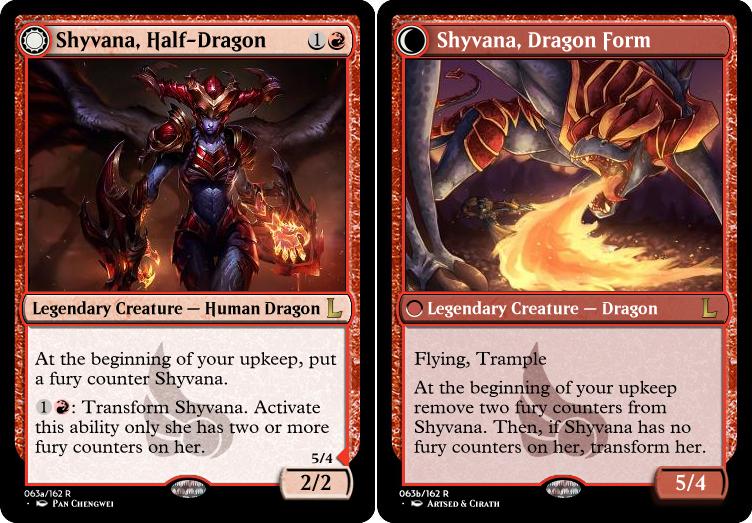 Shyvana, Half-Dragon 1
Legendary Creature — Human Dragon L
At the beginning of your upkeep, put
a fury counter Shyvana.
1 : Transform Shyvana. Activate
this ability only she has two or more
fury counters on her.
5/4
2/2
063a/162 R
Pan Chengwei
Shyvana, Dragon Form
Legendary Creature — Dragon L
Flying, Trample
At the beginning of your upkeep
remove two fury counters from
Shyvana. Then, if Shyvana has no
fury counters on her, transform her.
5/4
063b/162 R
Artsed & Cirath